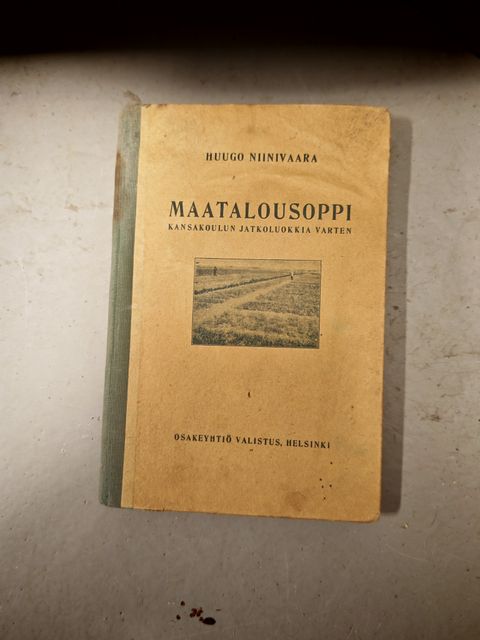 HUUGO NIINIVAARA
MAATALOUSOPPI
KANSAKOULUN JATKOLUOKKIA VARTEN
OSAKEYHTIÖ VALISTUS, HELSINKI